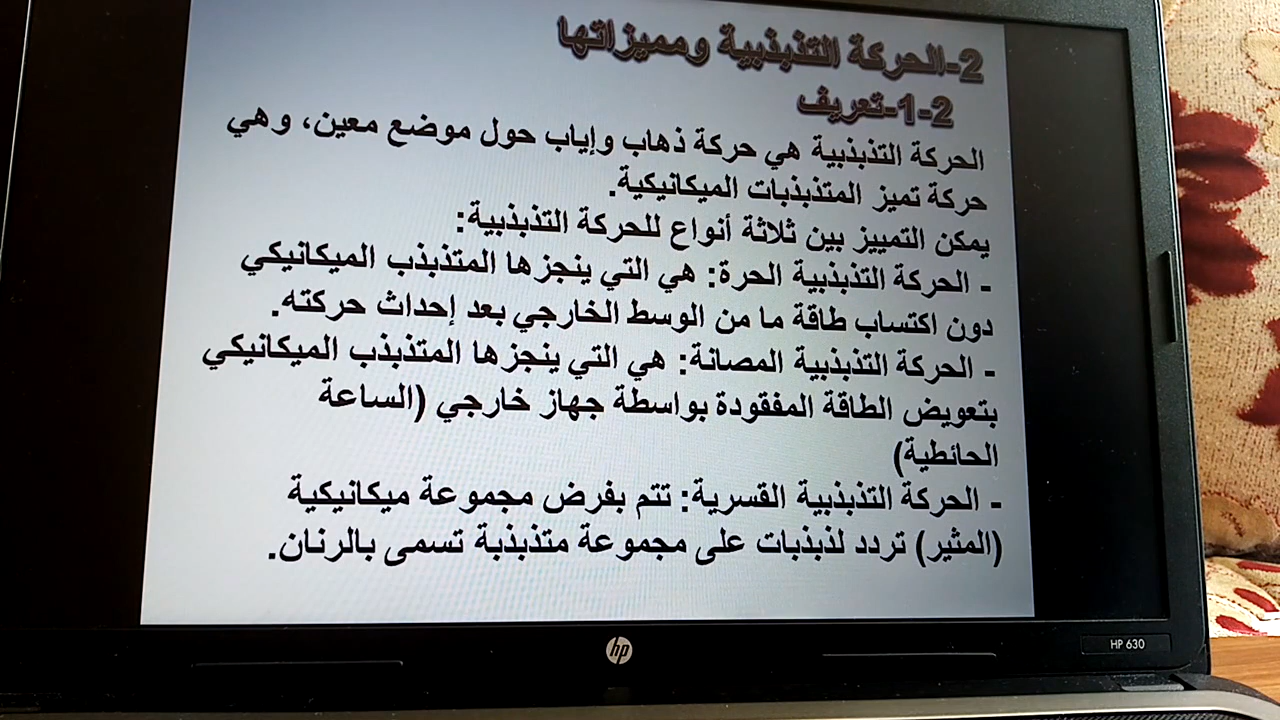 2-الحركة التذبذبية ومميزاتها
2-1-تعريف
الحركة التذبذبية هي حركة ذهاب وإياب حول موضع معين، وهي
حركة تميز المتذبذبات الميكانيكية.
يمكن التمييز بين ثلاثة أنواع للحركة التذبذبية:
- الحركة التذبذبية الحرة: هي التي ينجزها المتذبذب الميكانيكي
دون اكتساب طاقة ما من الوسط الخارجي بعد إحداث حركته.
- الحركة التذبذبية المصانة: هي التي ينجزها المتذبذب الميكانيكي
بتعويض الطاقة المفقودة بواسطة جهاز خارجي (الساعة
الحائطية)
- الحركة التذبذبية القسرية: تتم بفرض مجموعة ميكانيكية
(المثير) تردد لذبذبات على مجموعة متذبذبة تسمى بالرنان.
hp
HP 630